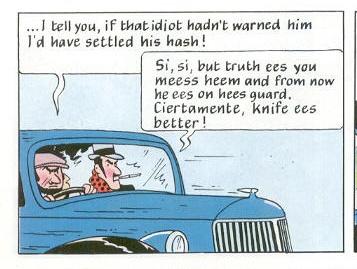 ...I tell you, if that idiot hadn't warned him
I'd have settled his hash!
Si, si, but truth ees you
meess heem and from now
he ees on hees guard.
Ciertamente, knife ees
better!